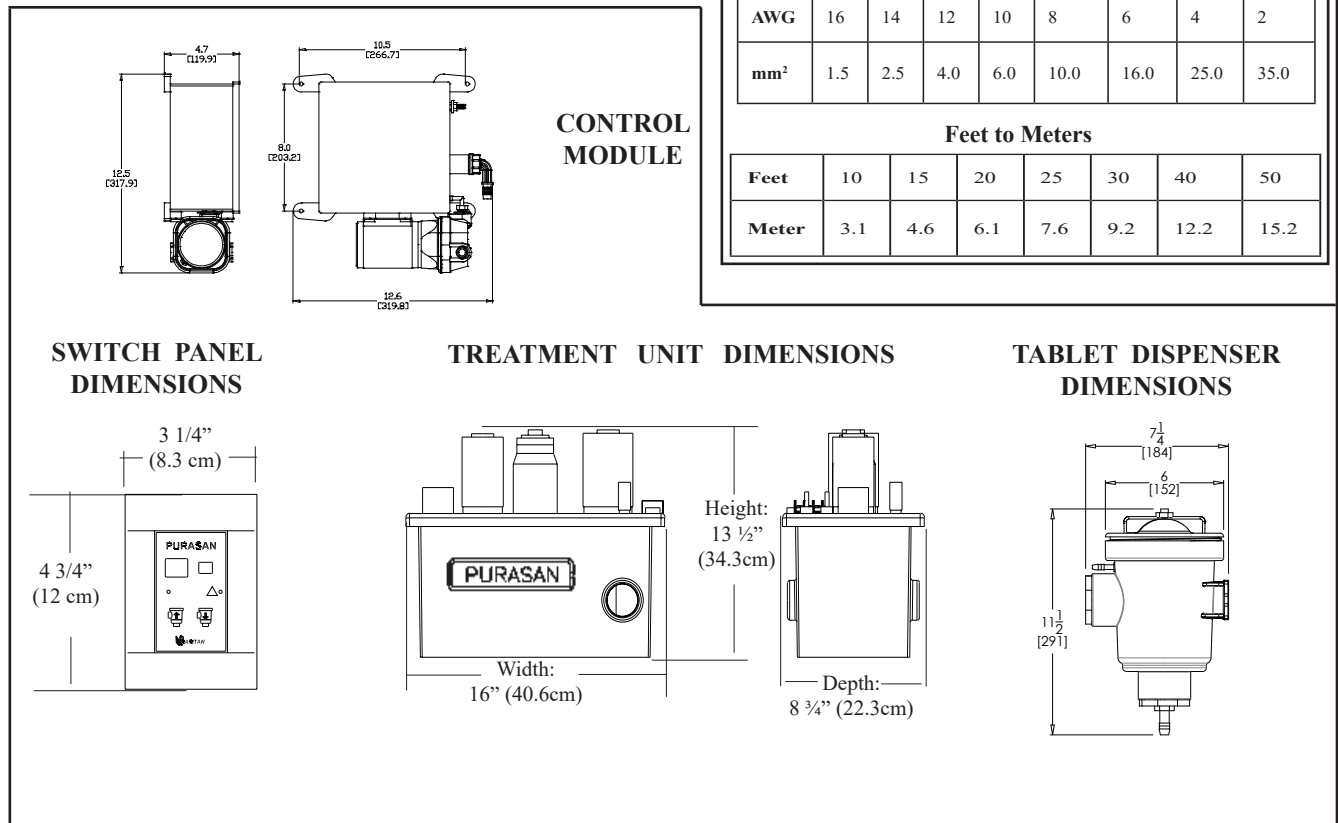 AWG 16 14 12 10 8 6 4 2
mm² 1.5 2.5 4.0 6.0 10.0 16.0 25.0 35.0
Feet to Meters
Feet 10 15 20 25 30 40 50
Meter 3.1 4.6 6.1 7.6 9.2 12.2 15.2
4.7
[119.9]
12.5
[317.9]
10.5
[266.7]
8.0
[203.2]
12.6
[319.8]
CONTROL
MODULE
SWITCH PANEL
DIMENSIONS
3 1/4”
(8.3 cm)
4 3/4”
(12 cm)
PURASAN
TREATMENT UNIT DIMENSIONS
PURASAN
Height:
13 ½”
(34.3cm)
Width:
16” (40.6cm)
Depth:
8 ¾” (22.3cm)
TABLET DISPENSER
DIMENSIONS
7 1/4
[184]
6
[152]
11 1/2
[291]